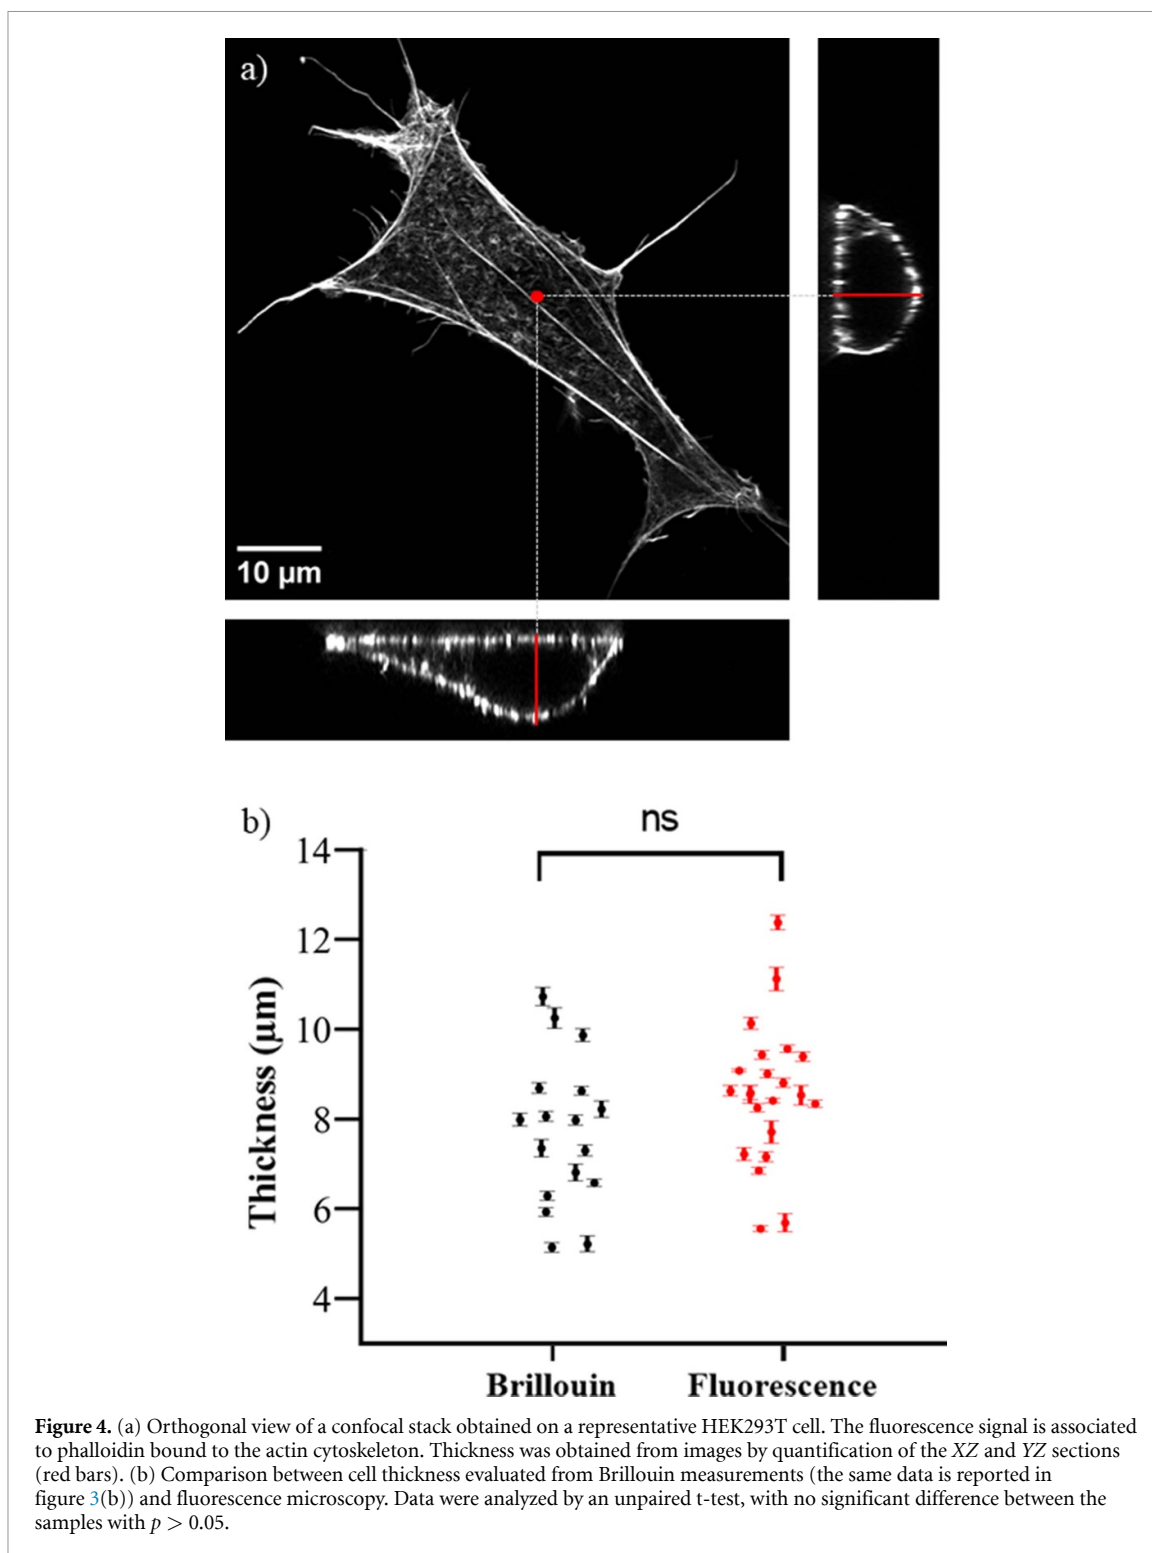 a)
10 μm
b)
ns
14
12
10
8
6
4
Thickness (μm)
Brillouin Fluorescence
Figure 4. (a) Orthogonal view of a confocal stack obtained on a representative HEK293T cell. The fluorescence signal is associated
to phalloidin bound to the actin cytoskeleton. Thickness was obtained from images by quantification of the XZ and YZ sections
(red bars). (b) Comparison between cell thickness evaluated from Brillouin measurements (the same data is reported in
figure 3(b)) and fluorescence microscopy. Data were analyzed by an unpaired t-test, with no significant difference between the
samples with p > 0.05.